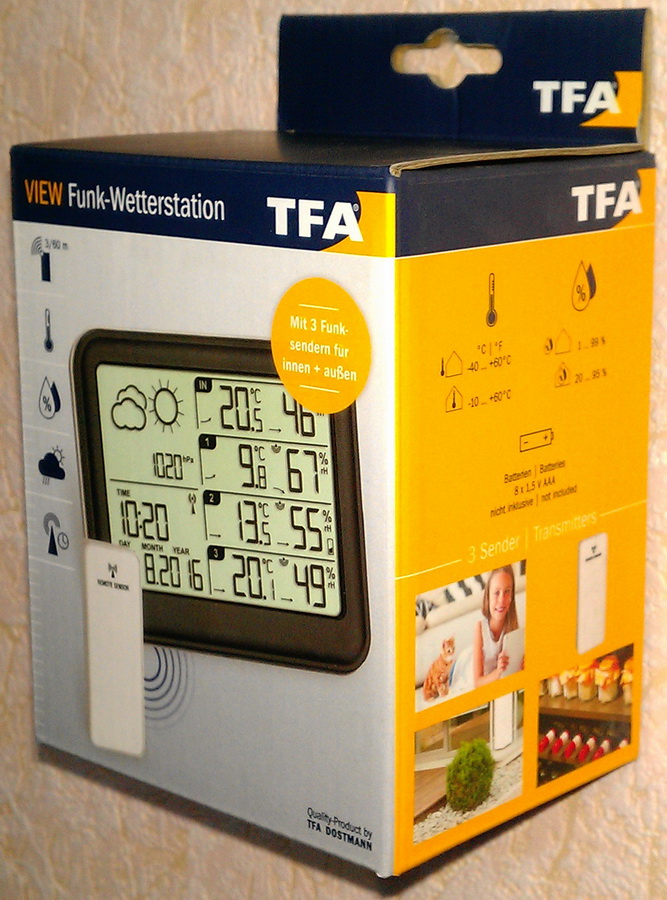 TFA
VIEW Funk-Wetterstation
TFA®
TFA
3/60 m
Mit 3 Funk-
sendern für
innen + außen
IN 20.5 °C 46
1020 hPa
1 9.8 °C 67 % rH
TIME
10:20
2 13.5 °C 55 % rH
DAY MONTH YEAR
8.2016
3 20.1 °C 49 % rH
REMOTE SENSOR
%
Quality-Product by
TFA DOSTMANN
%
°C | °F
-40 ... +60°C
-10 ... +60°C
1 ... 99 %
20 ... 95 %
- +
Batterien | Batteries
8 x 1,5 V AAA
nicht inklusive | not included
3 Sender | Transmitters